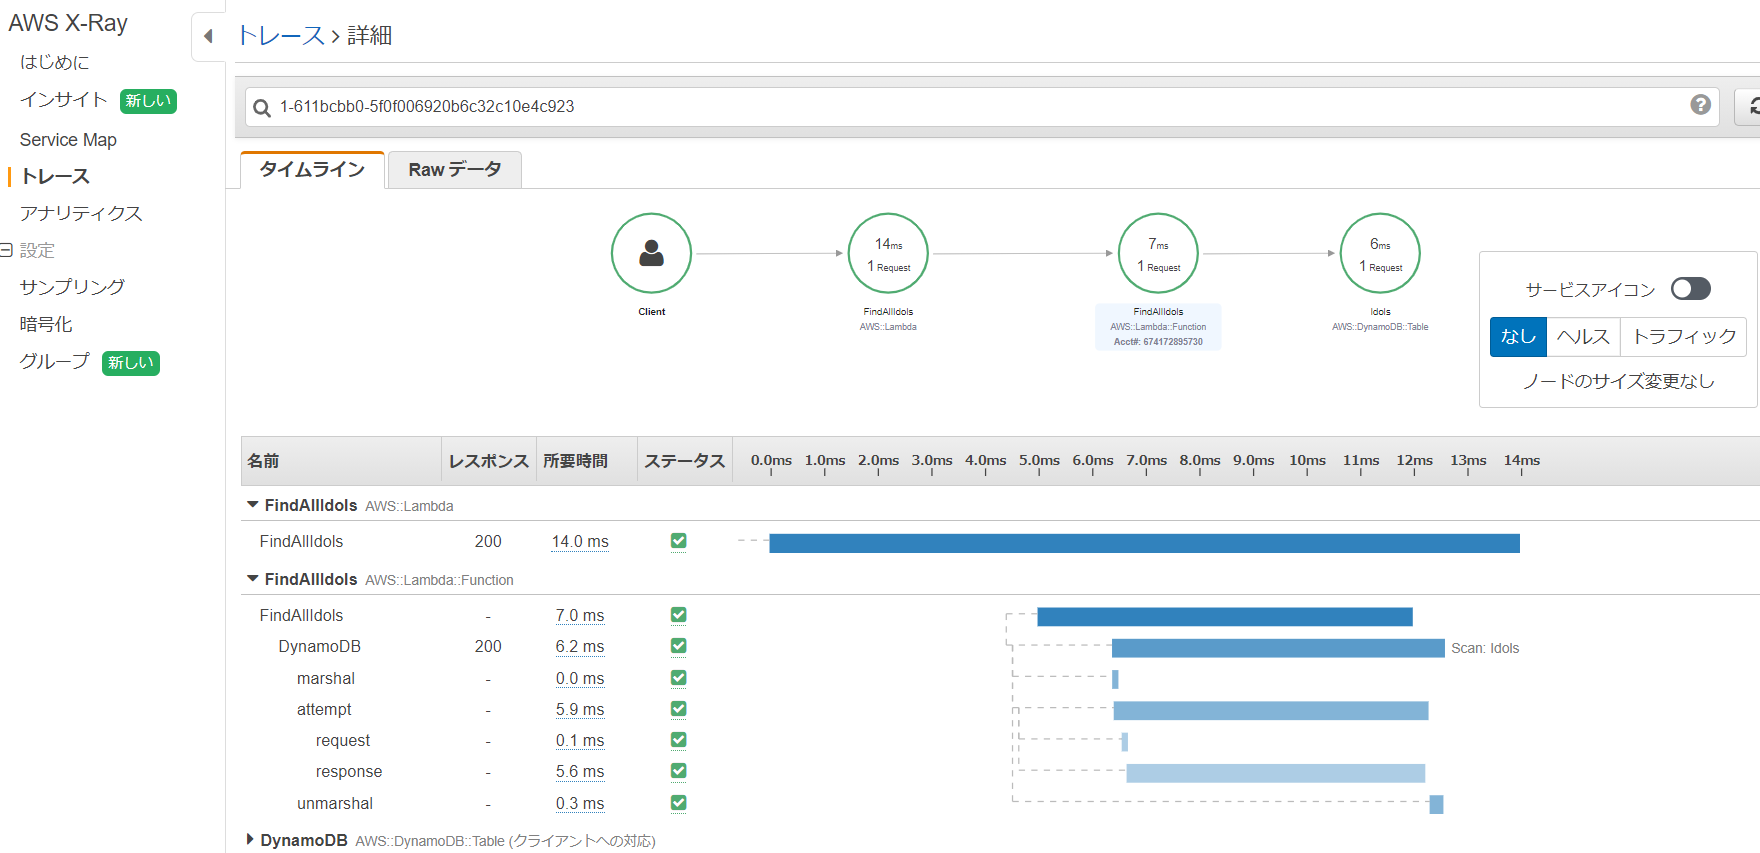 AWS X-Ray
はじめに
インサイト 新しい
Service Map
トレース
アナリティクス
設定
サンプリング
暗号化
グループ 新しい
トレース > 詳細
1-611bcbb0-5f0f006920b6c32c10e4c923
タイムライン Raw データ
14ms
1 Request
7ms
1 Request
6ms
1 Request
Client
FindAllIdols
AWS::Lambda
FindAllIdols
AWS::Lambda::Function
Acct#: 674172895730
Idols
AWS::DynamoDB::Table
サービスアイコン
なし ヘルス トラフィック
ノードのサイズ変更なし
名前 レスポンス 所要時間 ステータス 0.0ms 1.0ms 2.0ms 3.0ms 4.0ms 5.0ms 6.0ms 7.0ms 8.0ms 9.0ms 10ms 11ms 12ms 13ms 14ms
FindAllIdols AWS::Lambda
FindAllIdols 200 14.0 ms
FindAllIdols AWS::Lambda::Function
FindAllIdols - 7.0 ms
DynamoDB 200 6.2 ms Scan: Idols
marshal - 0.0 ms
attempt - 5.9 ms
request - 0.1 ms
response - 5.6 ms
unmarshal - 0.3 ms
DynamoDB AWS::DynamoDB::Table (クライアントへの対応)